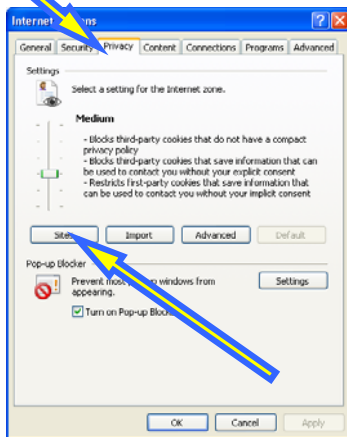 Internet
General Security Privacy Content Connections Programs Advanced
Settings
Select a setting for the Internet zone.
Medium
- Blocks third-party cookies that do not have a compact
privacy policy
- Blocks third-party cookies that save information that can
be used to contact you without your explicit consent
- Restricts first-party cookies that save information that
can be used to contact you without your implicit consent
Sites Import Advanced Default
Pop-up Blocker
Prevent most windows from Settings
appearing.
Turn on Pop-up
OK Cancel Apply